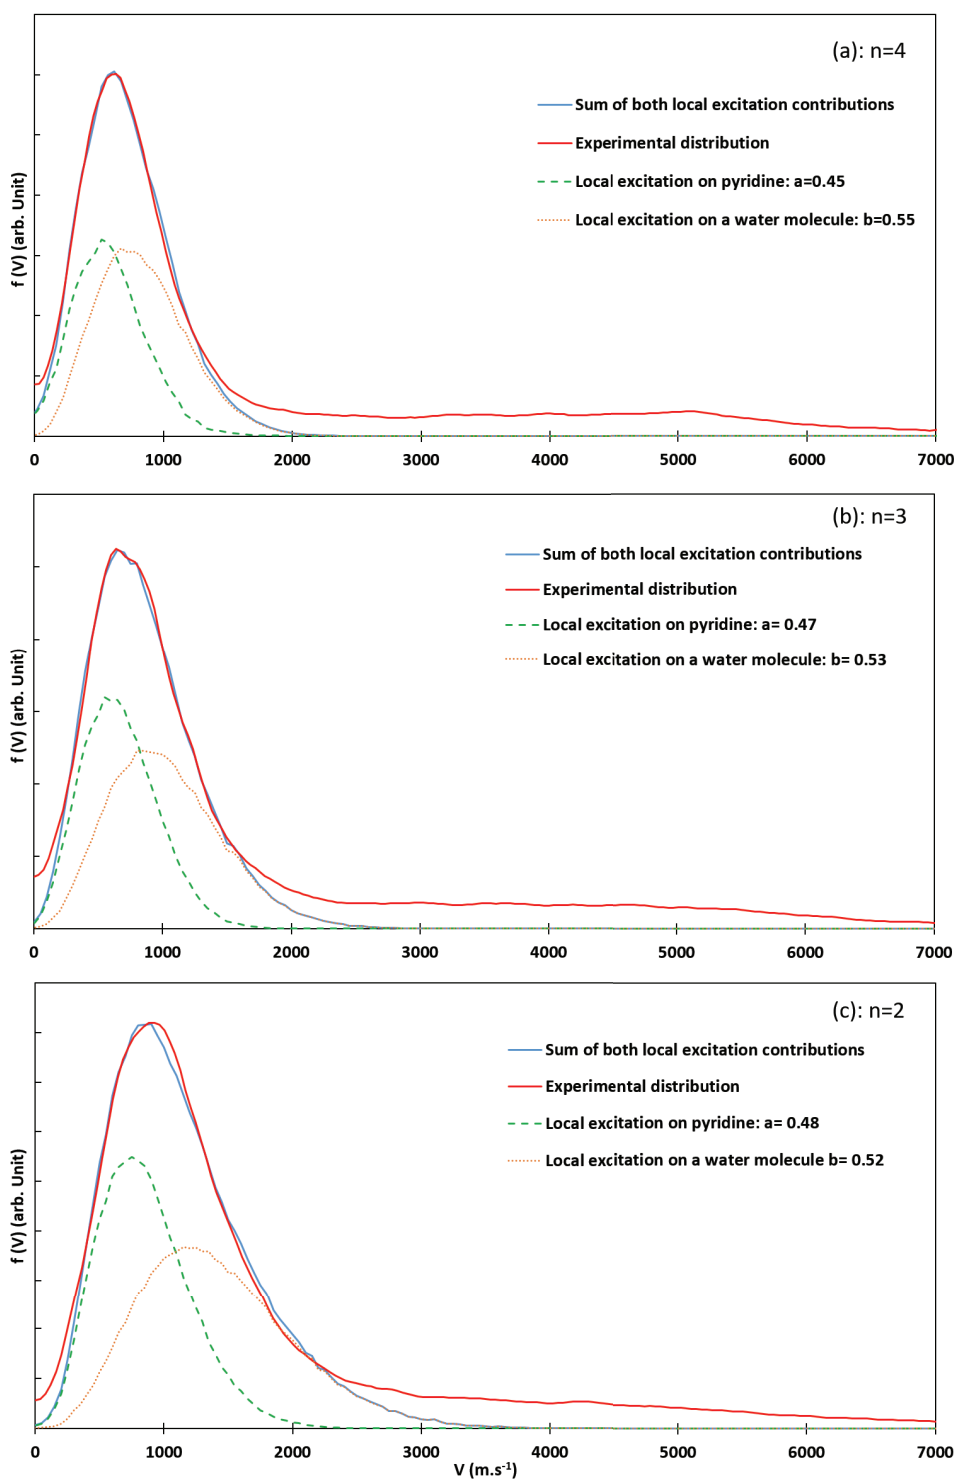 (a): n=4
Sum of both local excitation contributions
Experimental distribution
Local excitation on pyridine: a=0.45
Local excitation on a water molecule: b=0.55
f (V) (arb. Unit)
0 1000 2000 3000 4000 5000 6000 7000
(b): n=3
Sum of both local excitation contributions
Experimental distribution
Local excitation on pyridine: a= 0.47
Local excitation on a water molecule: b= 0.53
f (V) (arb. Unit)
0 1000 2000 3000 4000 5000 6000 7000
(c): n=2
Sum of both local excitation contributions
Experimental distribution
Local excitation on pyridine: a= 0.48
Local excitation on a water molecule b= 0.52
f (V) (arb. Unit)
0 1000 2000 3000 4000 5000 6000 7000
V (m.s⁻¹)